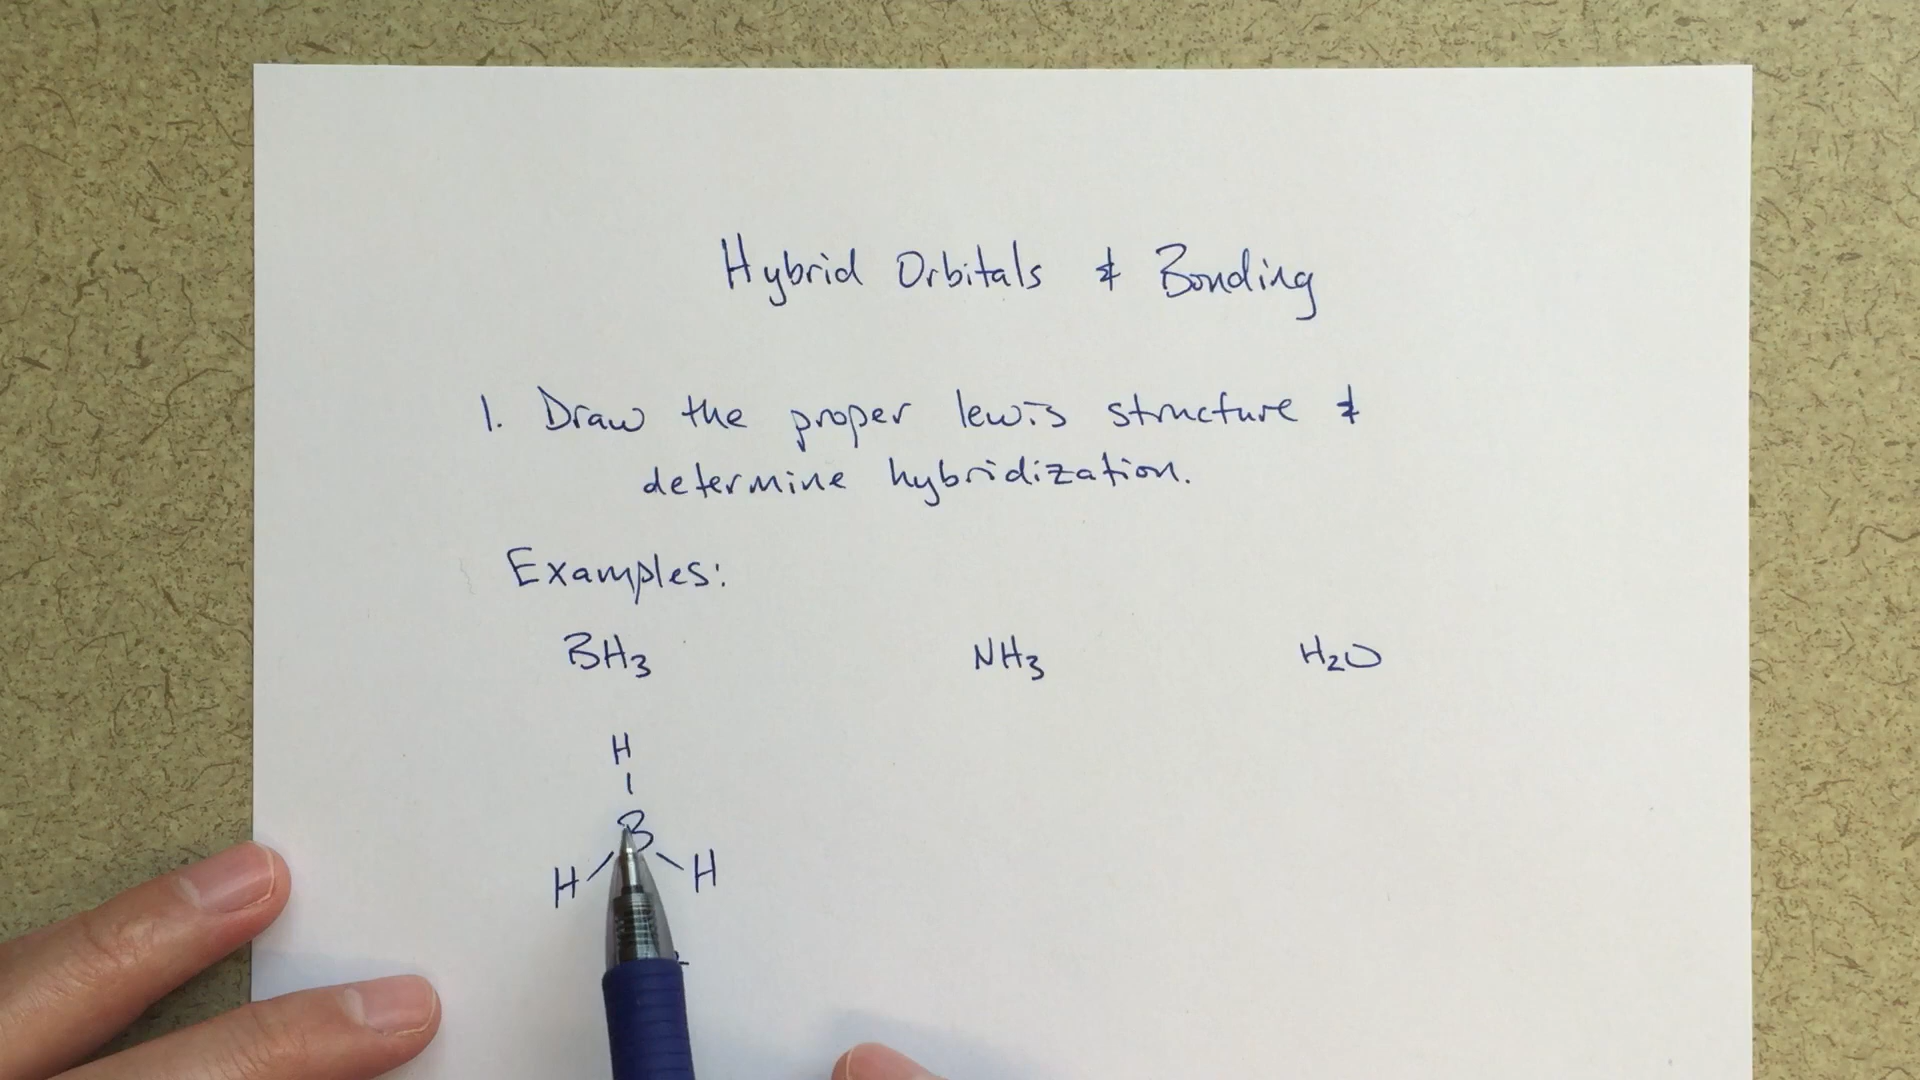 Hybrid Orbitals & Bonding
1. Draw the proper lewis structure &
determine hybridization.
Examples:
BH₃ NH₃ H₂O
H
B
H H